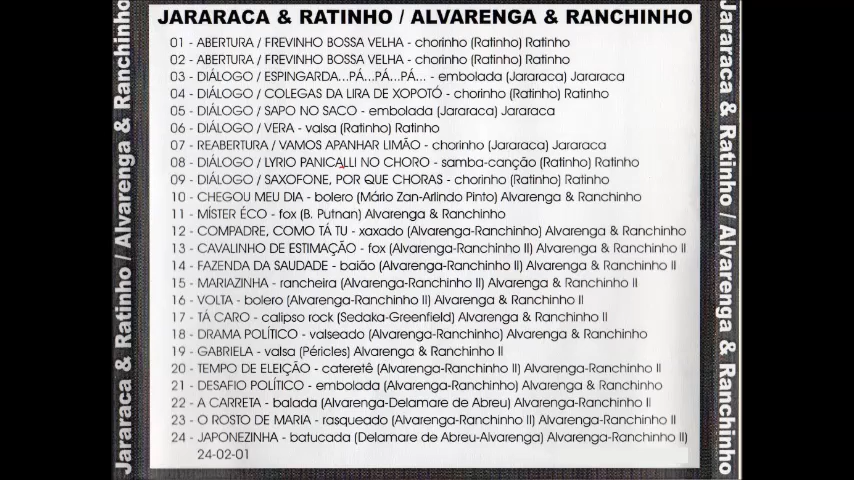 JARARACA & RATINHO / ALVARENGA & RANCHINHO
01 - ABERTURA / FREVINHO BOSSA VELHA - chorinho (Ratinho) Ratinho
02 - ABERTURA / FREVINHO BOSSA VELHA - chorinho (Ratinho) Ratinho
03 - DIÁLOGO / ESPINGARDA...PÁ...PÁ...PÁ... - embolada (Jararaca) Jararaca
04 - DIÁLOGO / COLEGAS DA LIRA DE XOPOTÓ - chorinho (Ratinho) Ratinho
05 - DIÁLOGO / SAPO NO SACO - embolada (Jararaca) Jararaca
06 - DIÁLOGO / VERA - valsa (Ratinho) Ratinho
07 - REABERTURA / VAMOS APANHAR LIMÃO - chorinho (Jararaca) Jararaca
08 - DIÁLOGO / LYRIO PANICALLI NO CHORO - samba-canção (Ratinho) Ratinho
09 - DIÁLOGO / SAXOFONE, POR QUE CHORAS - chorinho (Ratinho) Ratinho
10 - CHEGOU MEU DIA - bolero (Mário Zan-Arlindo Pinto) Alvarenga & Ranchinho
11 - MÍSTER ÉCO - fox (B. Putnan) Alvarenga & Ranchinho
12 - COMPADRE, COMO TÁ TU - xaxado (Alvarenga-Ranchinho) Alvarenga & Ranchinho
13 - CAVALINHO DE ESTIMAÇÃO - fox (Alvarenga-Ranchinho II) Alvarenga & Ranchinho II
14 - FAZENDA DA SAUDADE - baião (Alvarenga-Ranchinho II) Alvarenga & Ranchinho II
15 - MARIAZINHA - rancheira (Alvarenga-Ranchinho II) Alvarenga & Ranchinho II
16 - VOLTA - bolero (Alvarenga-Ranchinho II) Alvarenga & Ranchinho II
17 - TÁ CARO - calipso rock (Sedaka-Greenfield) Alvarenga & Ranchinho II
18 - DRAMA POLÍTICO - valseado (Alvarenga-Ranchinho) Alvarenga & Ranchinho
19 - GABRIELA - valsa (Péricles) Alvarenga & Ranchinho II
20 - TEMPO DE ELEIÇÃO - cateretê (Alvarenga-Ranchinho II) Alvarenga & Ranchinho II
21 - DESAFIO POLÍTICO - embolada (Alvarenga-Ranchinho) Alvarenga & Ranchinho
22 - A CARRETA - balada (Alvarenga-Delamare de Abreu) Alvarenga-Ranchinho II
23 - O ROSTO DE MARIA - rasqueado (Alvarenga-Ranchinho II) Alvarenga-Ranchinho II
24 - JAPONEZINHA - batucada (Delamare de Abreu-Alvarenga) Alvarenga-Ranchinho II)
24-02-01
Jararaca & Ratinho / Alvarenga & Ranchinho
Jararaca & Ratinho / Alvarenga & Ranchinho